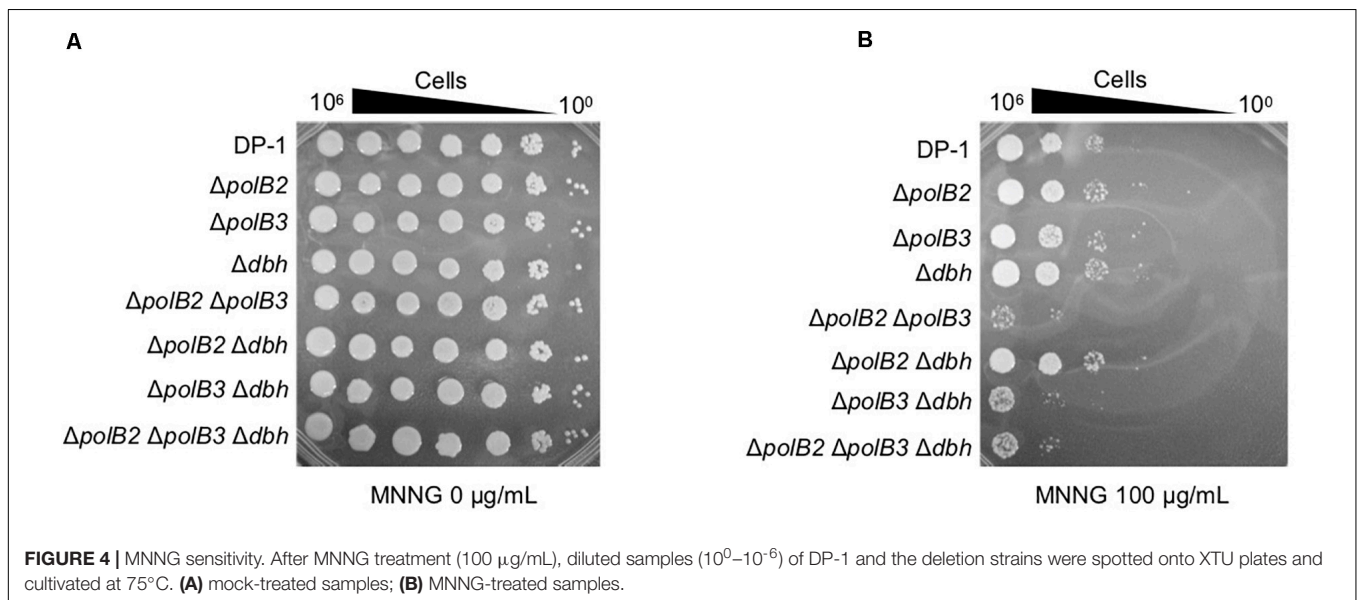 A
Cells
10⁶
10⁰
DP-1
ΔpolB2
ΔpolB3
Δdbh
ΔpolB2 ΔpolB3
ΔpolB2 Δdbh
ΔpolB3 Δdbh
ΔpolB2 ΔpolB3 Δdbh
MNNG 0 µg/mL
B
Cells
10⁶
10⁰
DP-1
ΔpolB2
ΔpolB3
Δdbh
ΔpolB2 ΔpolB3
ΔpolB2 Δdbh
ΔpolB3 Δdbh
ΔpolB2 ΔpolB3 Δdbh
MNNG 100 µg/mL
FIGURE 4 | MNNG sensitivity. After MNNG treatment (100 µg/mL), diluted samples (10⁰–10⁻⁶) of DP-1 and the deletion strains were spotted onto XTU plates and
cultivated at 75°C. (A) mock-treated samples; (B) MNNG-treated samples.